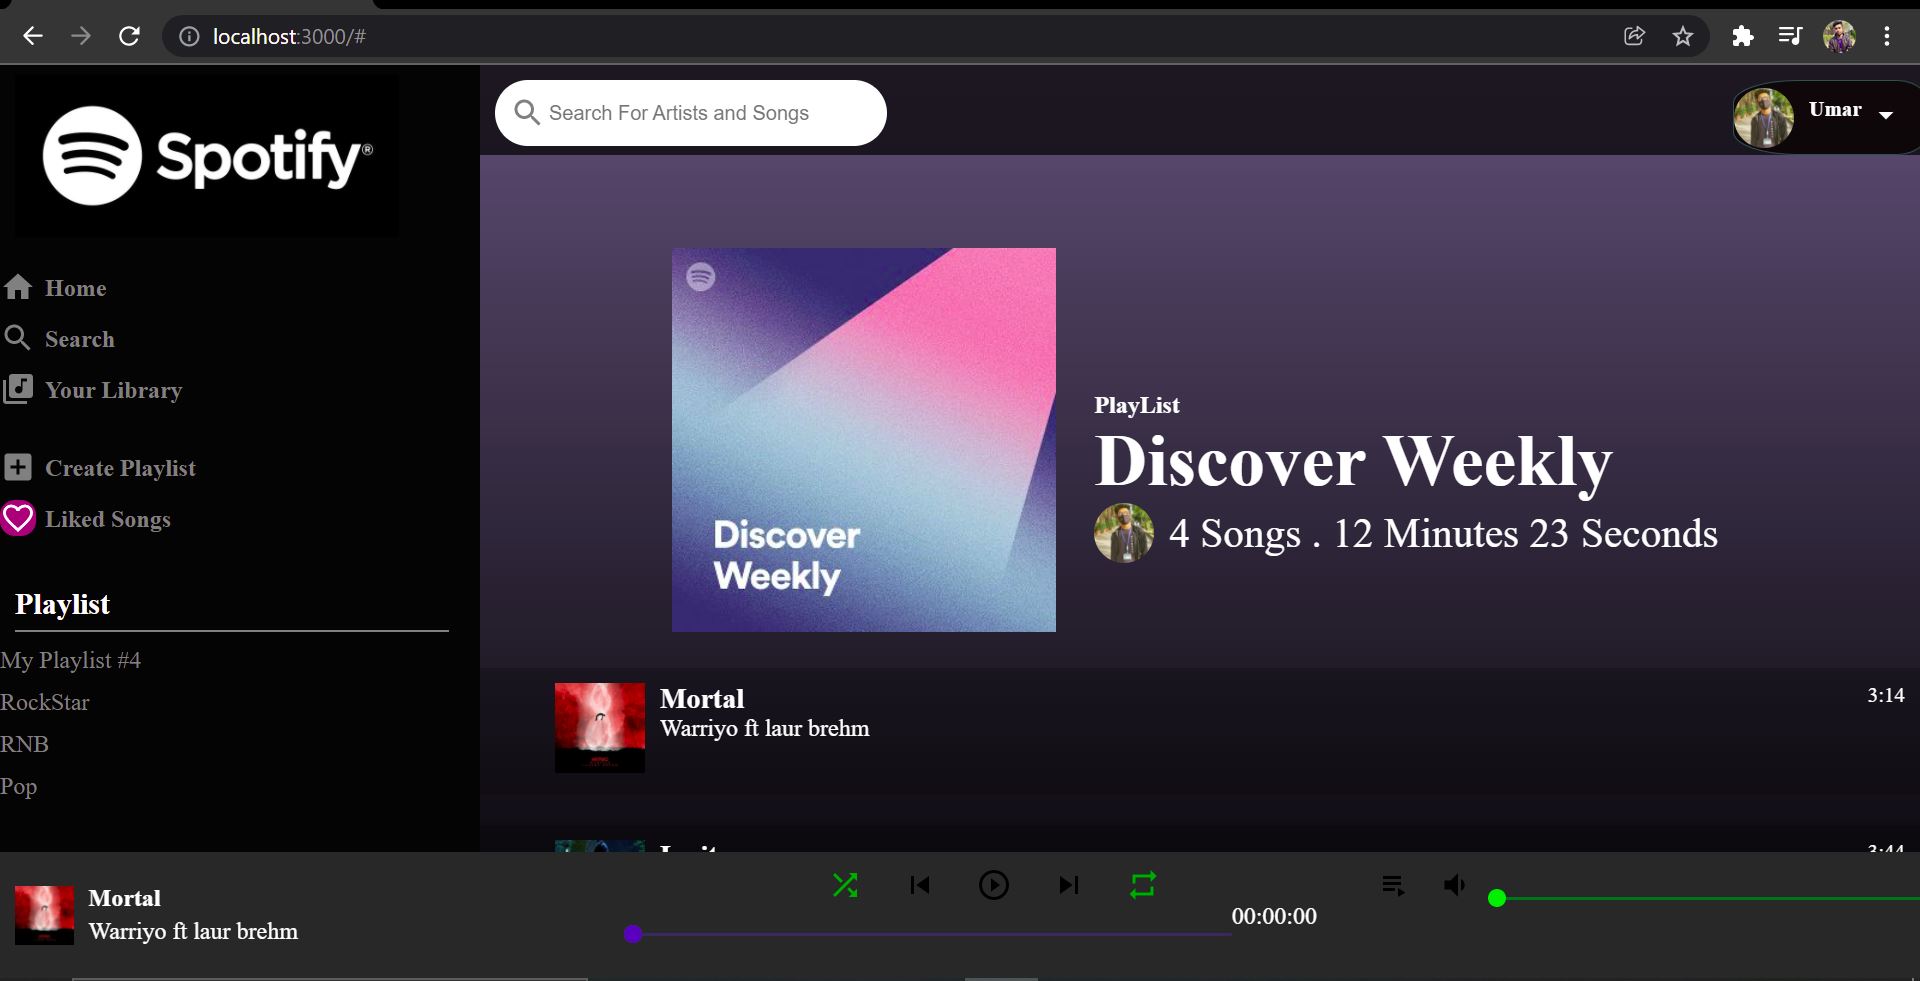 localhost:3000/#
Spotify®
Search For Artists and Songs
Umar
Home
Search
Your Library
Create Playlist
Liked Songs
Playlist
My Playlist #4
RockStar
RNB
Pop
Discover
Weekly
PlayList
Discover Weekly
4 Songs . 12 Minutes 23 Seconds
Mortal
3:14
Warriyo ft laur brehm
3:44
Mortal
Warriyo ft laur brehm
00:00:00